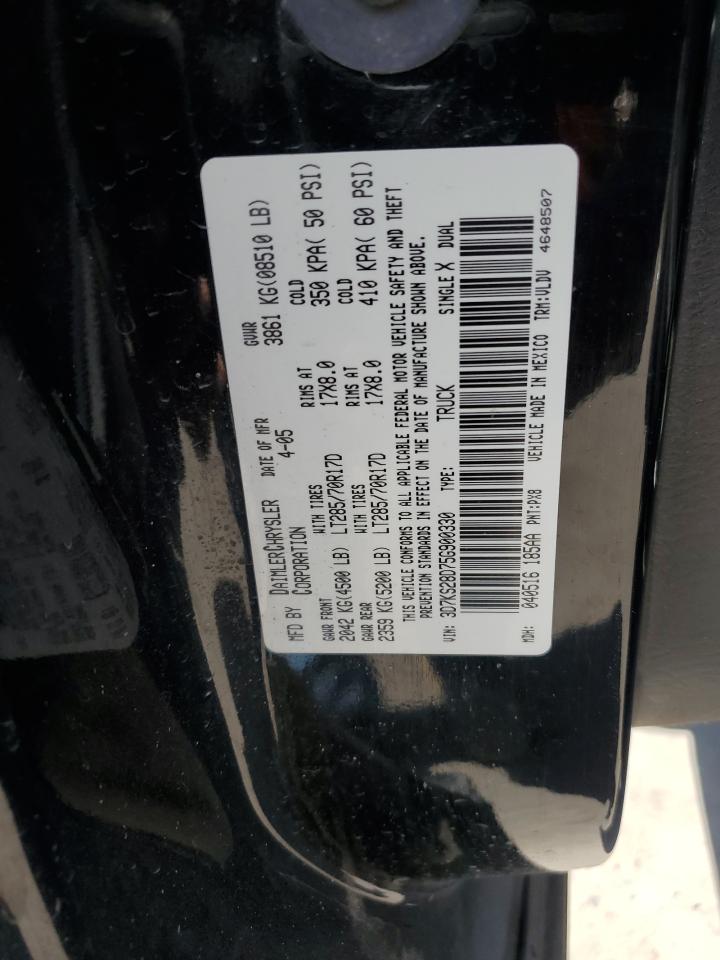 MFD BY DAIMLERCHRYSLER CORPORATION DATE OF MFR 4-05 GVWR 3861 KG(08510 LB)
GAWR FRONT WITH TIRES RIMS AT COLD
2042 KG(4500 LB) LT285/70R17D 17X8.0 350 KPA( 50 PSI)
GAWR REAR WITH TIRES RIMS AT COLD
2359 KG(5200 LB) LT285/70R17D 17X8.0 410 KPA( 60 PSI)
THIS VEHICLE CONFORMS TO ALL APPLICABLE FEDERAL MOTOR VEHICLE SAFETY AND THEFT
PREVENTION STANDARDS IN EFFECT ON THE DATE OF MANUFACTURE SHOWN ABOVE.
VIN: 3D7KS28D75G900330 TYPE: TRUCK SINGLE X DUAL
MDH: 040516 185AA PNT:PX8 VEHICLE MADE IN MEXICO TRM:VLDV 4648507